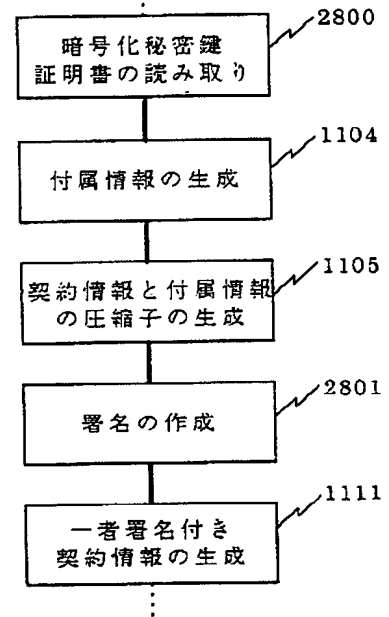 2800
暗号化秘密鍵
証明書の読み取り
1104
付属情報の生成
1105
契約情報と付属情報
の圧縮子の生成
2801
署名の作成
1111
一者署名付き
契約情報の生成